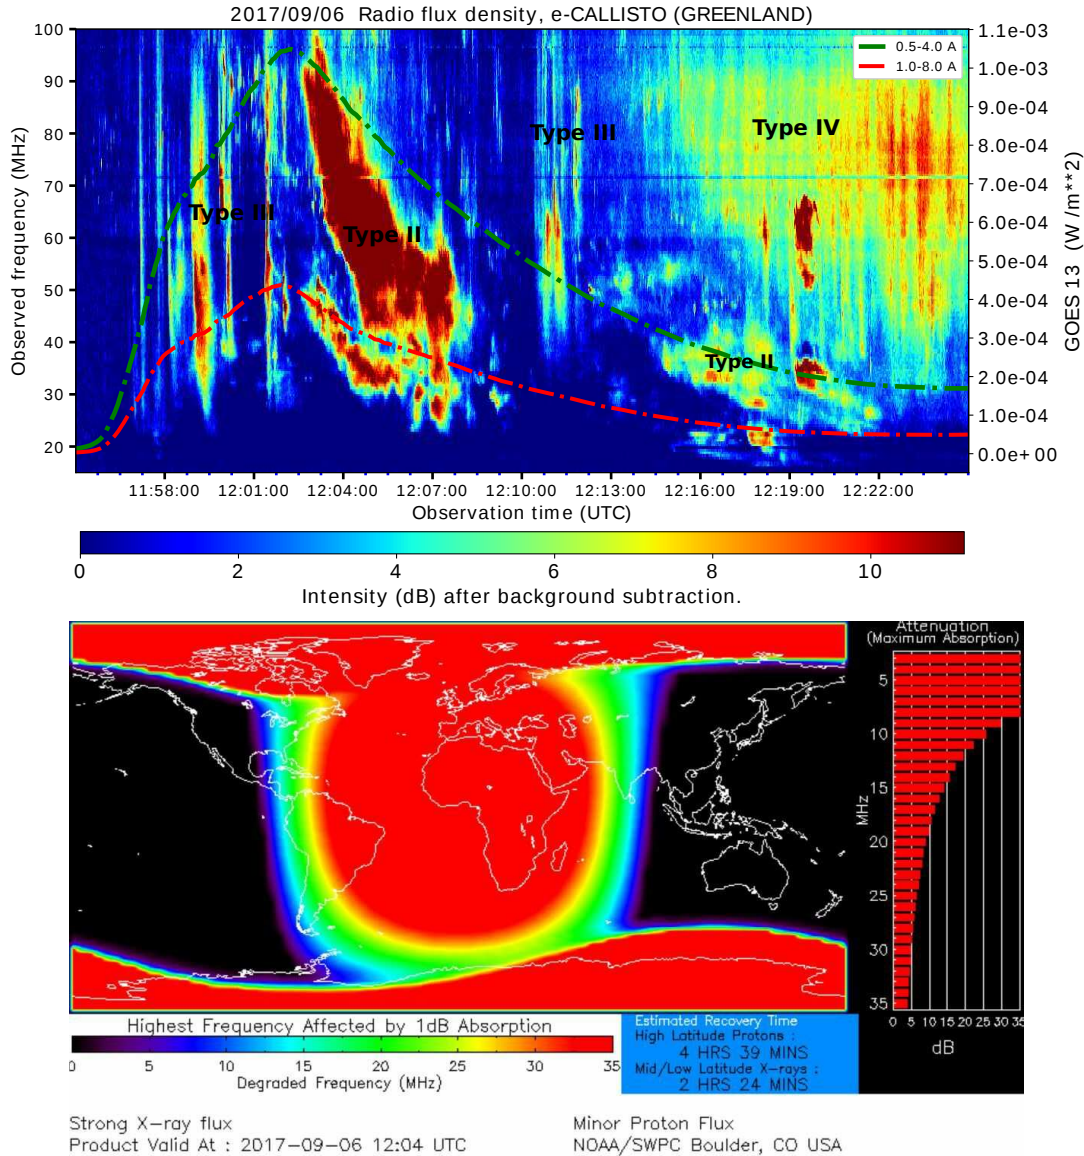 2017/09/06 Radio flux density, e-CALLISTO (GREENLAND)
0.5-4.0 A
1.0-8.0 A
Observed frequency (MHz)
100
90
80
70
60
50
40
30
20
Type III
Type II
Type III
Type IV
Type II
1.1e-03
1.0e-03
9.0e-04
8.0e-04
7.0e-04
6.0e-04
5.0e-04
4.0e-04
3.0e-04
2.0e-04
1.0e-04
0.0e+00
GOES 13 (W /m**2)
11:58:00 12:01:00 12:04:00 12:07:00 12:10:00 12:13:00 12:16:00 12:19:00 12:22:00
Observation time (UTC)
0 2 4 6 8 10
Intensity (dB) after background subtraction.
Attenuation
(Maximum Absorption)
5
10
15
20
25
30
35
MHz
0 5 10 15 20 25 30 35
dB
Highest Frequency Affected by 1dB Absorption
0 5 10 15 20 25 30 35
Degraded Frequency (MHz)
Estimated Recovery Time
High Latitude Protons :
4 HRS 39 MINS
Mid/Low Latitude X-rays :
2 HRS 24 MINS
Strong X-ray flux
Product Valid At : 2017-09-06 12:04 UTC
Minor Proton Flux
NOAA/SWPC Boulder, CO USA